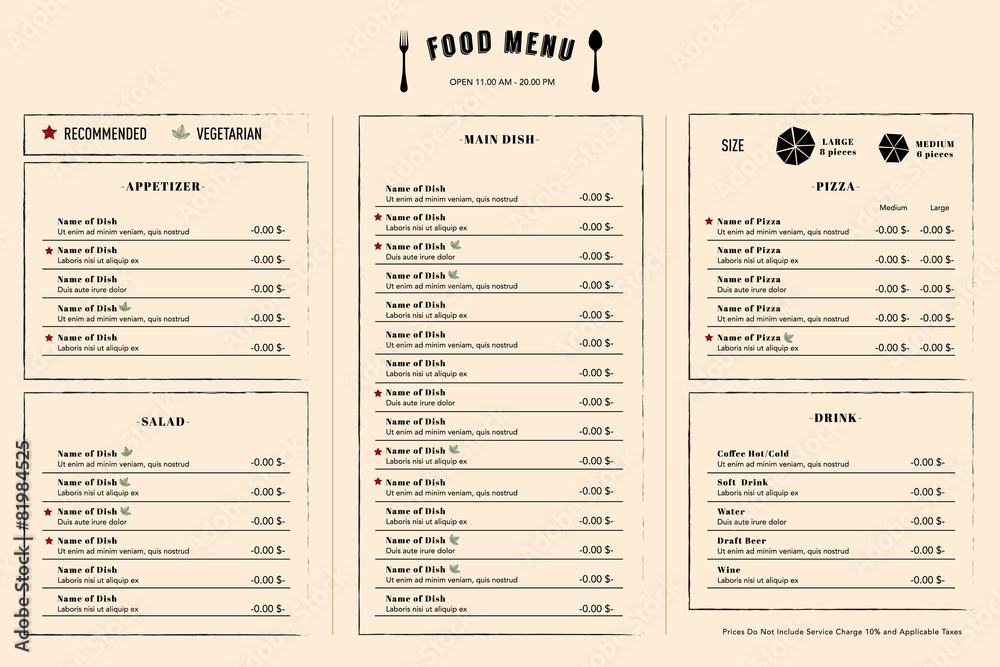 FOOD MENU
OPEN 11.00 AM - 20.00 PM
RECOMMENDED
VEGETARIAN
-APPETIZER-
Name of Dish
Ut enim ad minim veniam, quis nostrud -0.00 $-
Name of Dish
Laboris nisi ut aliquip ex -0.00 $-
Name of Dish
Duis aute irure dolor -0.00 $-
Name of Dish
Ut enim ad minim veniam, quis nostrud -0.00 $-
Name of Dish
Laboris nisi ut aliquip ex -0.00 $-
-SALAD-
Name of Dish
Ut enim ad minim veniam, quis nostrud -0.00 $-
Name of Dish
Laboris nisi ut aliquip ex -0.00 $-
Name of Dish
Duis aute irure dolor -0.00 $-
Name of Dish
Ut enim ad minim veniam, quis nostrud -0.00 $-
Name of Dish
Laboris nisi ut aliquip ex -0.00 $-
Name of Dish
Laboris nisi ut aliquip ex -0.00 $-
-MAIN DISH-
Name of Dish
Ut enim ad minim veniam, quis nostrud -0.00 $-
Name of Dish
Laboris nisi ut aliquip ex -0.00 $-
Name of Dish
Duis aute irure dolor -0.00 $-
Name of Dish
Ut enim ad minim veniam, quis nostrud -0.00 $-
Name of Dish
Laboris nisi ut aliquip ex -0.00 $-
Name of Dish
Ut enim ad minim veniam, quis nostrud -0.00 $-
Name of Dish
Laboris nisi ut aliquip ex -0.00 $-
Name of Dish
Duis aute irure dolor -0.00 $-
Name of Dish
Ut enim ad minim veniam, quis nostrud -0.00 $-
Name of Dish
Laboris nisi ut aliquip ex -0.00 $-
Name of Dish
Ut enim ad minim veniam, quis nostrud -0.00 $-
Name of Dish
Laboris nisi ut aliquip ex -0.00 $-
Name of Dish
Duis aute irure dolor -0.00 $-
Name of Dish
Ut enim ad minim veniam, quis nostrud -0.00 $-
Name of Dish
Laboris nisi ut aliquip ex -0.00 $-
SIZE
LARGE
8 pieces
MEDIUM
6 pieces
-PIZZA-
Medium Large
Name of Pizza
Ut enim ad minim veniam, quis nostrud -0.00 $- -0.00 $-
Name of Pizza
Laboris nisi ut aliquip ex -0.00 $- -0.00 $-
Name of Pizza
Duis aute irure dolor -0.00 $- -0.00 $-
Name of Pizza
Ut enim ad minim veniam, quis nostrud -0.00 $- -0.00 $-
Name of Pizza
Laboris nisi ut aliquip ex -0.00 $- -0.00 $-
-DRINK-
Coffee Hot/Cold
Ut enim ad minim veniam, quis nostrud -0.00 $-
Soft Drink
Laboris nisi ut aliquip ex -0.00 $-
Water
Duis aute irure dolor -0.00 $-
Draft Beer
Ut enim ad minim veniam, quis nostrud -0.00 $-
Wine
Laboris nisi ut aliquip ex -0.00 $-
Prices Do Not Include Service Charge 10% and Applicable Taxes
Adobe Stock | #81984525